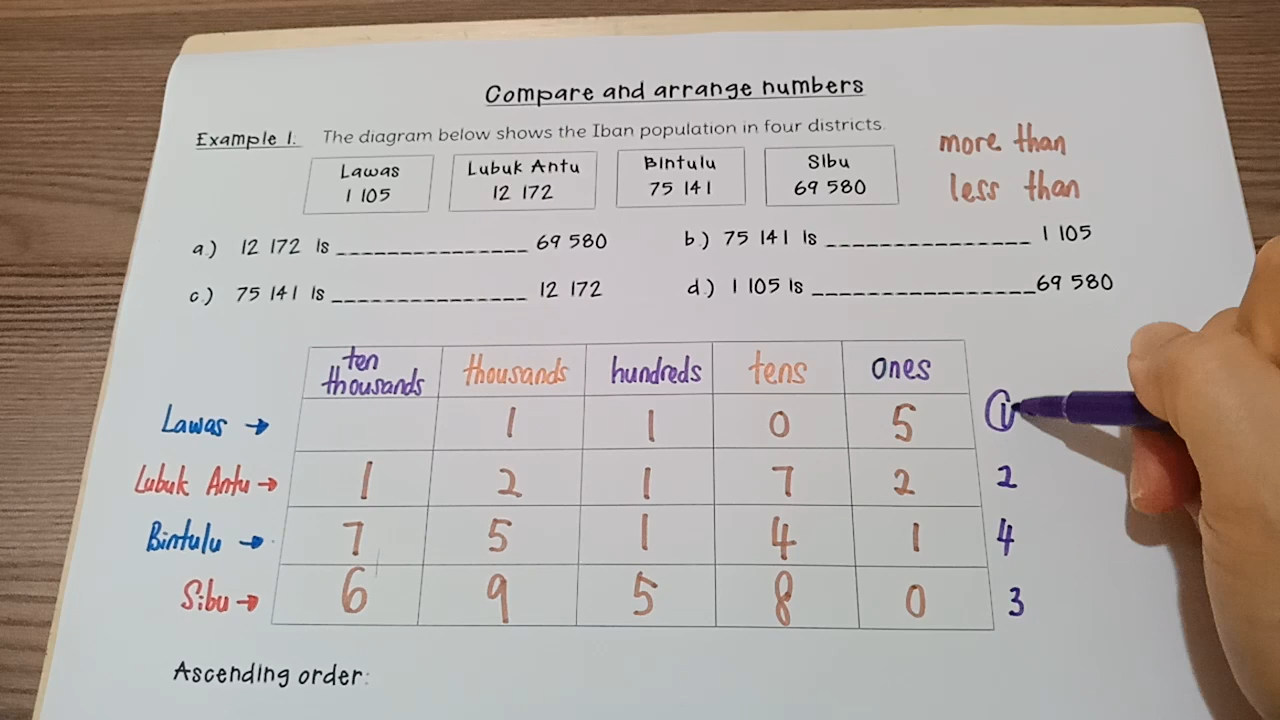 Compare and arrange numbers
Example 1: The diagram below shows the Iban population in four districts.
more than
less than
Lawas Lubuk Antu Bintulu Sibu
1 105 12 172 75 141 69 580
a.) 12 172 is ________________ 69 580 b.) 75 141 is ________________ 1 105
c.) 75 141 is ________________ 12 172 d.) 1 105 is ________________ 69 580
ten thousands thousands hundreds tens ones
Lawas → 1 1 0 5 1
Lubuk Antu → 1 2 1 7 2 2
Bintulu → 7 5 1 4 1 4
Sibu → 6 9 5 8 0 3
Ascending order: